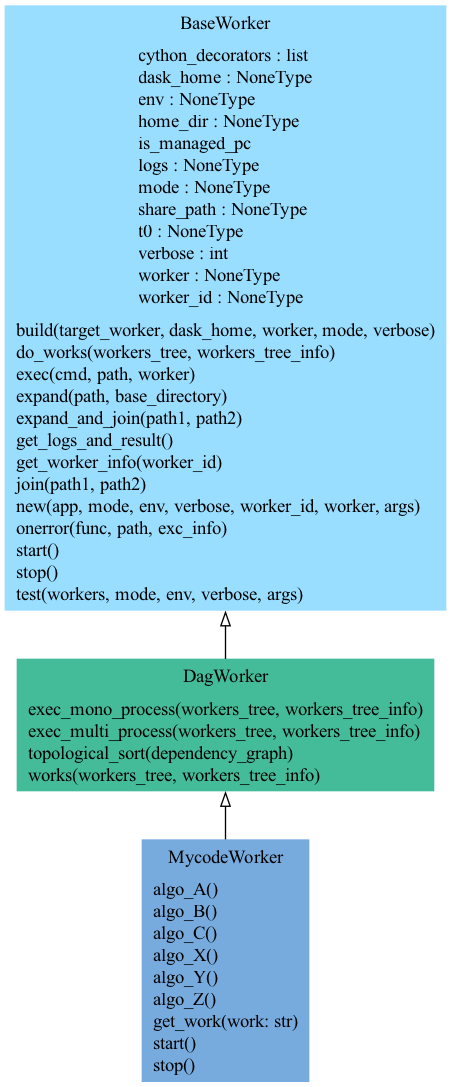 BaseWorker
cython_decorators : list
dask_home : NoneType
env : NoneType
home_dir : NoneType
is_managed_pc
logs : NoneType
mode : NoneType
share_path : NoneType
t0 : NoneType
verbose : int
worker : NoneType
worker_id : NoneType
build(target_worker, dask_home, worker, mode, verbose)
do_works(workers_tree, workers_tree_info)
exec(cmd, path, worker)
expand(path, base_directory)
expand_and_join(path1, path2)
get_logs_and_result()
get_worker_info(worker_id)
join(path1, path2)
new(app, mode, env, verbose, worker_id, worker, args)
onerror(func, path, exc_info)
start()
stop()
test(workers, mode, env, verbose, args)
DagWorker
exec_mono_process(workers_tree, workers_tree_info)
exec_multi_process(workers_tree, workers_tree_info)
topological_sort(dependency_graph)
works(workers_tree, workers_tree_info)
MycodeWorker
algo_A()
algo_B()
algo_C()
algo_X()
algo_Y()
algo_Z()
get_work(work: str)
start()
stop()